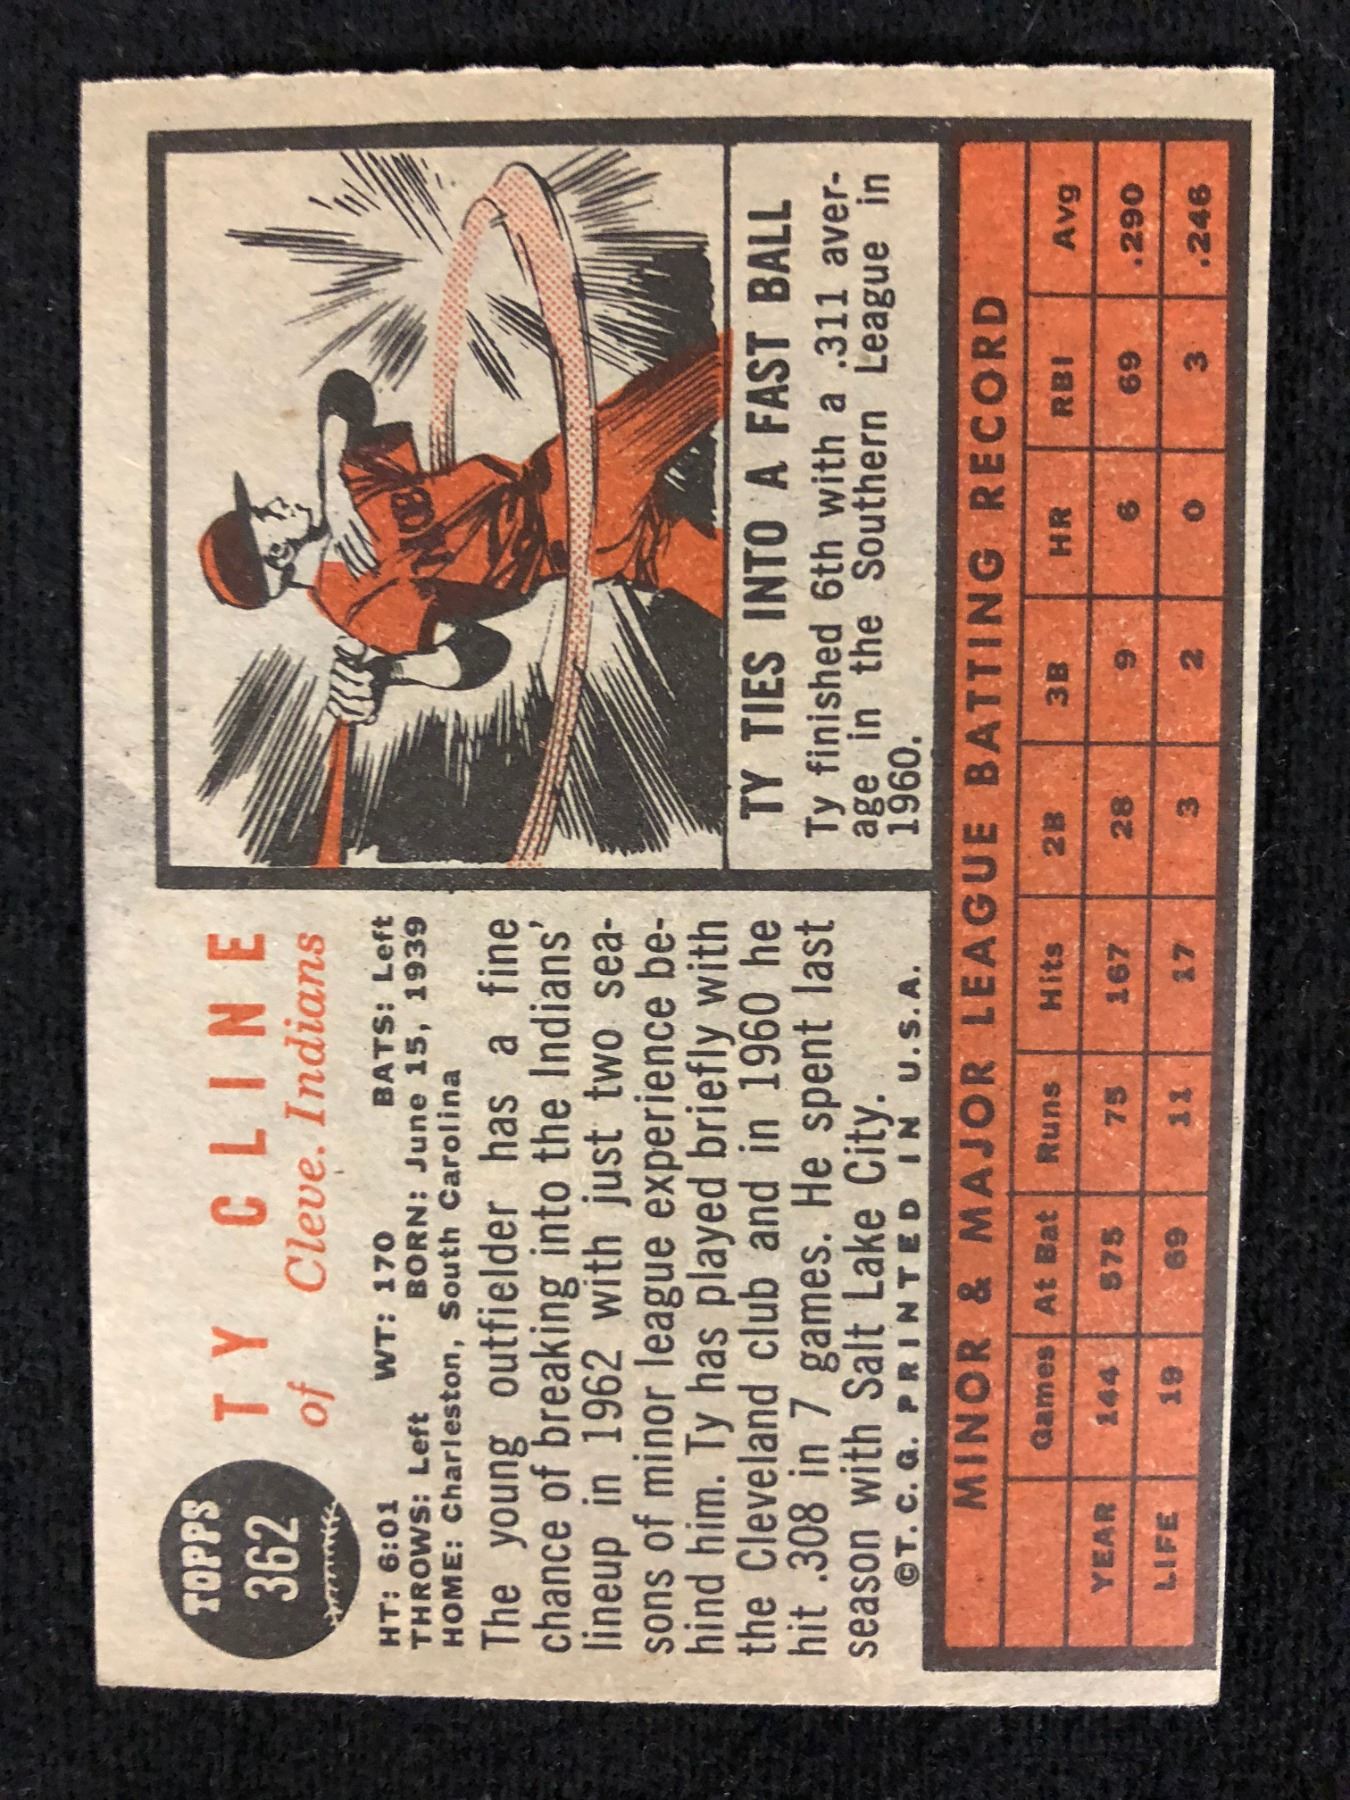 TOPPS
362
TY CLINE
of Cleve. Indians
HT: 6:01 WT: 170 BATS: Left
THROWS: Left BORN: June 15, 1939
HOME: Charleston, South Carolina
The young outfielder has a fine
chance of breaking into the Indians'
lineup in 1962 with just two sea-
sons of minor league experience be-
hind him. Ty has played briefly with
the Cleveland club and in 1960 he
hit .308 in 7 games. He spent last
season with Salt Lake City.
©T.C.G. PRINTED IN U.S.A.
MOB
TY TIES INTO A FAST BALL
Ty finished 6th with a .311 aver-
age in the Southern League in
1960.
MINOR & MAJOR LEAGUE BATTING RECORD
Games At Bat Runs Hits 2B 3B HR RBI Avg
YEAR 144 575 75 167 28 9 6 69 .290
LIFE 19 69 11 17 3 2 0 3 .246